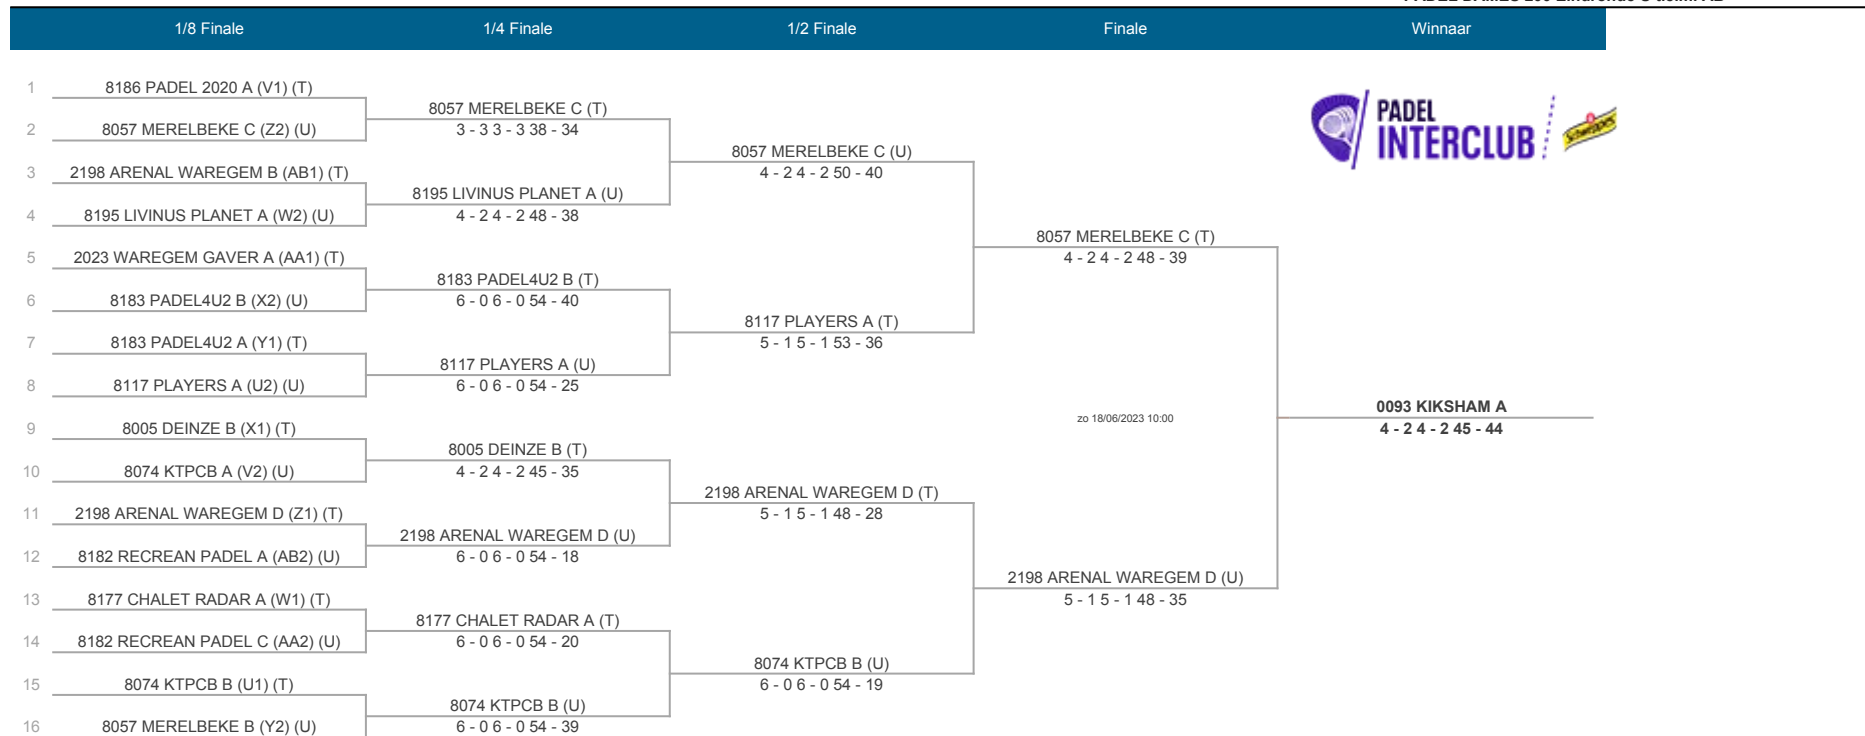 1/8 Finale 1/4 Finale 1/2 Finale Finale Winnaar
PADEL
INTERCLUB
Schweppes
1 8186 PADEL 2020 A (V1) (T)
8057 MERELBEKE C (T)
2 8057 MERELBEKE C (Z2) (U) 3 - 3 3 - 3 38 - 34
8057 MERELBEKE C (U)
3 2198 ARENAL WAREGEM B (AB1) (T) 4 - 2 4 - 2 50 - 40
8195 LIVINUS PLANET A (U)
4 8195 LIVINUS PLANET A (W2) (U) 4 - 2 4 - 2 48 - 38
8057 MERELBEKE C (T)
5 2023 WAREGEM GAVER A (AA1) (T) 4 - 2 4 - 2 48 - 39
8183 PADEL4U2 B (T)
6 8183 PADEL4U2 B (X2) (U) 6 - 0 6 - 0 54 - 40
8117 PLAYERS A (T)
7 8183 PADEL4U2 A (Y1) (T) 5 - 1 5 - 1 53 - 36
8117 PLAYERS A (U)
8 8117 PLAYERS A (U2) (U) 6 - 0 6 - 0 54 - 25
0093 KIKSHAM A
zo 18/06/2023 10:00
9 8005 DEINZE B (X1) (T) 4 - 2 4 - 2 45 - 44
8005 DEINZE B (T)
10 8074 KTPCB A (V2) (U) 4 - 2 4 - 2 45 - 35
2198 ARENAL WAREGEM D (T)
11 2198 ARENAL WAREGEM D (Z1) (T) 5 - 1 5 - 1 48 - 28
2198 ARENAL WAREGEM D (U)
12 8182 RECREAN PADEL A (AB2) (U) 6 - 0 6 - 0 54 - 18
2198 ARENAL WAREGEM D (U)
13 8177 CHALET RADAR A (W1) (T) 5 - 1 5 - 1 48 - 35
8177 CHALET RADAR A (T)
14 8182 RECREAN PADEL C (AA2) (U) 6 - 0 6 - 0 54 - 20
8074 KTPCB B (U)
15 8074 KTPCB B (U1) (T) 6 - 0 6 - 0 54 - 19
8074 KTPCB B (U)
16 8057 MERELBEKE B (Y2) (U) 6 - 0 6 - 0 54 - 39